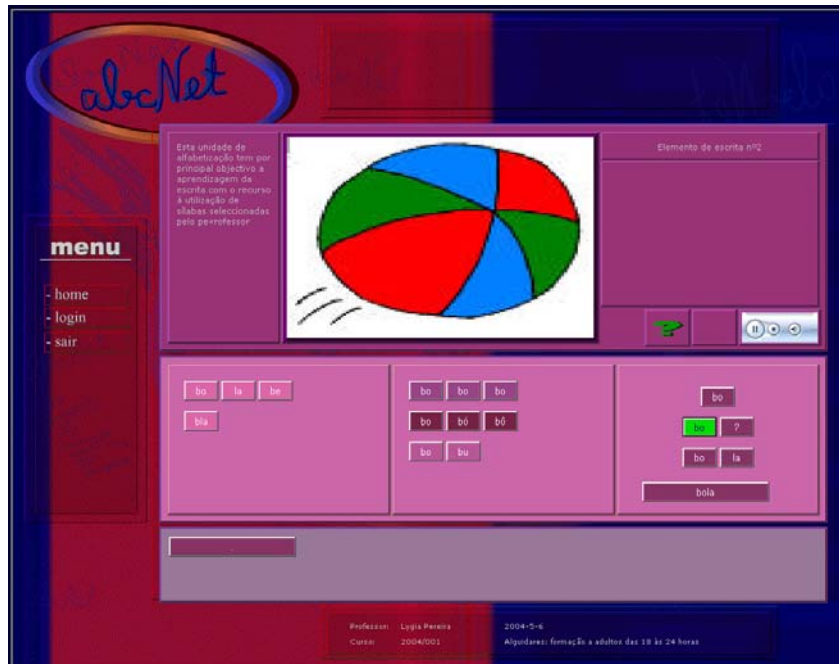 abcNet
Esta unidade de
alfabetização tem por
principal objectivo a
aprendizagem da
escrita com o recurso
à utilização de
sílabas seleccionadas
pelo pe«rofessor
Elemento de escrita nº2
menu
- home
- login
- sair
bo la be
bla
bo bo bo
bo bó bô
bo bu
bo
bo ?
bo la
bola
.
Professor: Lygia Pereira 2004-5-6
Curso: 2004/001 Alguidares: formação a adultos das 18 às 24 horas